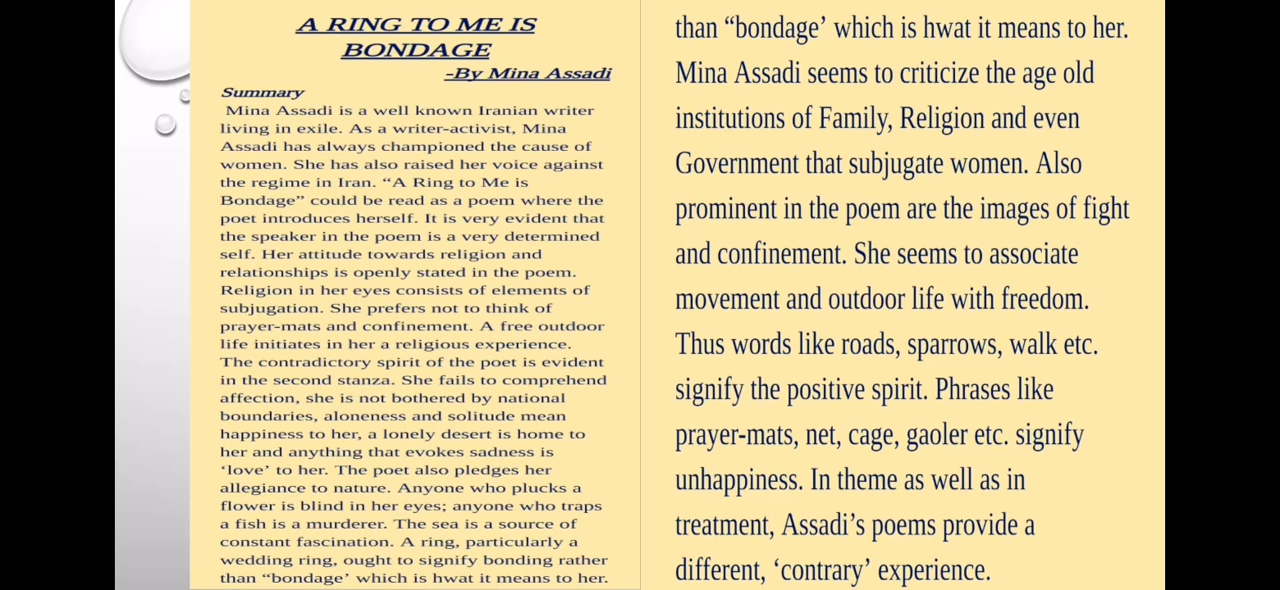 A RING TO ME IS
BONDAGE
-By Mina Assadi
Summary
Mina Assadi is a well known Iranian writer
living in exile. As a writer-activist, Mina
Assadi has always championed the cause of
women. She has also raised her voice against
the regime in Iran. “A Ring to Me is
Bondage” could be read as a poem where the
poet introduces herself. It is very evident that
the speaker in the poem is a very determined
self. Her attitude towards religion and
relationships is openly stated in the poem.
Religion in her eyes consists of elements of
subjugation. She prefers not to think of
prayer-mats and confinement. A free outdoor
life initiates in her a religious experience.
The contradictory spirit of the poet is evident
in the second stanza. She fails to comprehend
affection, she is not bothered by national
boundaries, aloneness and solitude mean
happiness to her, a lonely desert is home to
her and anything that evokes sadness is
‘love’ to her. The poet also pledges her
allegiance to nature. Anyone who plucks a
flower is blind in her eyes; anyone who traps
a fish is a murderer. The sea is a source of
constant fascination. A ring, particularly a
wedding ring, ought to signify bonding rather
than “bondage’ which is hwat it means to her.
than “bondage’ which is hwat it means to her.
Mina Assadi seems to criticize the age old
institutions of Family, Religion and even
Government that subjugate women. Also
prominent in the poem are the images of fight
and confinement. She seems to associate
movement and outdoor life with freedom.
Thus words like roads, sparrows, walk etc.
signify the positive spirit. Phrases like
prayer-mats, net, cage, gaoler etc. signify
unhappiness. In theme as well as in
treatment, Assadi’s poems provide a
different, ‘contrary’ experience.